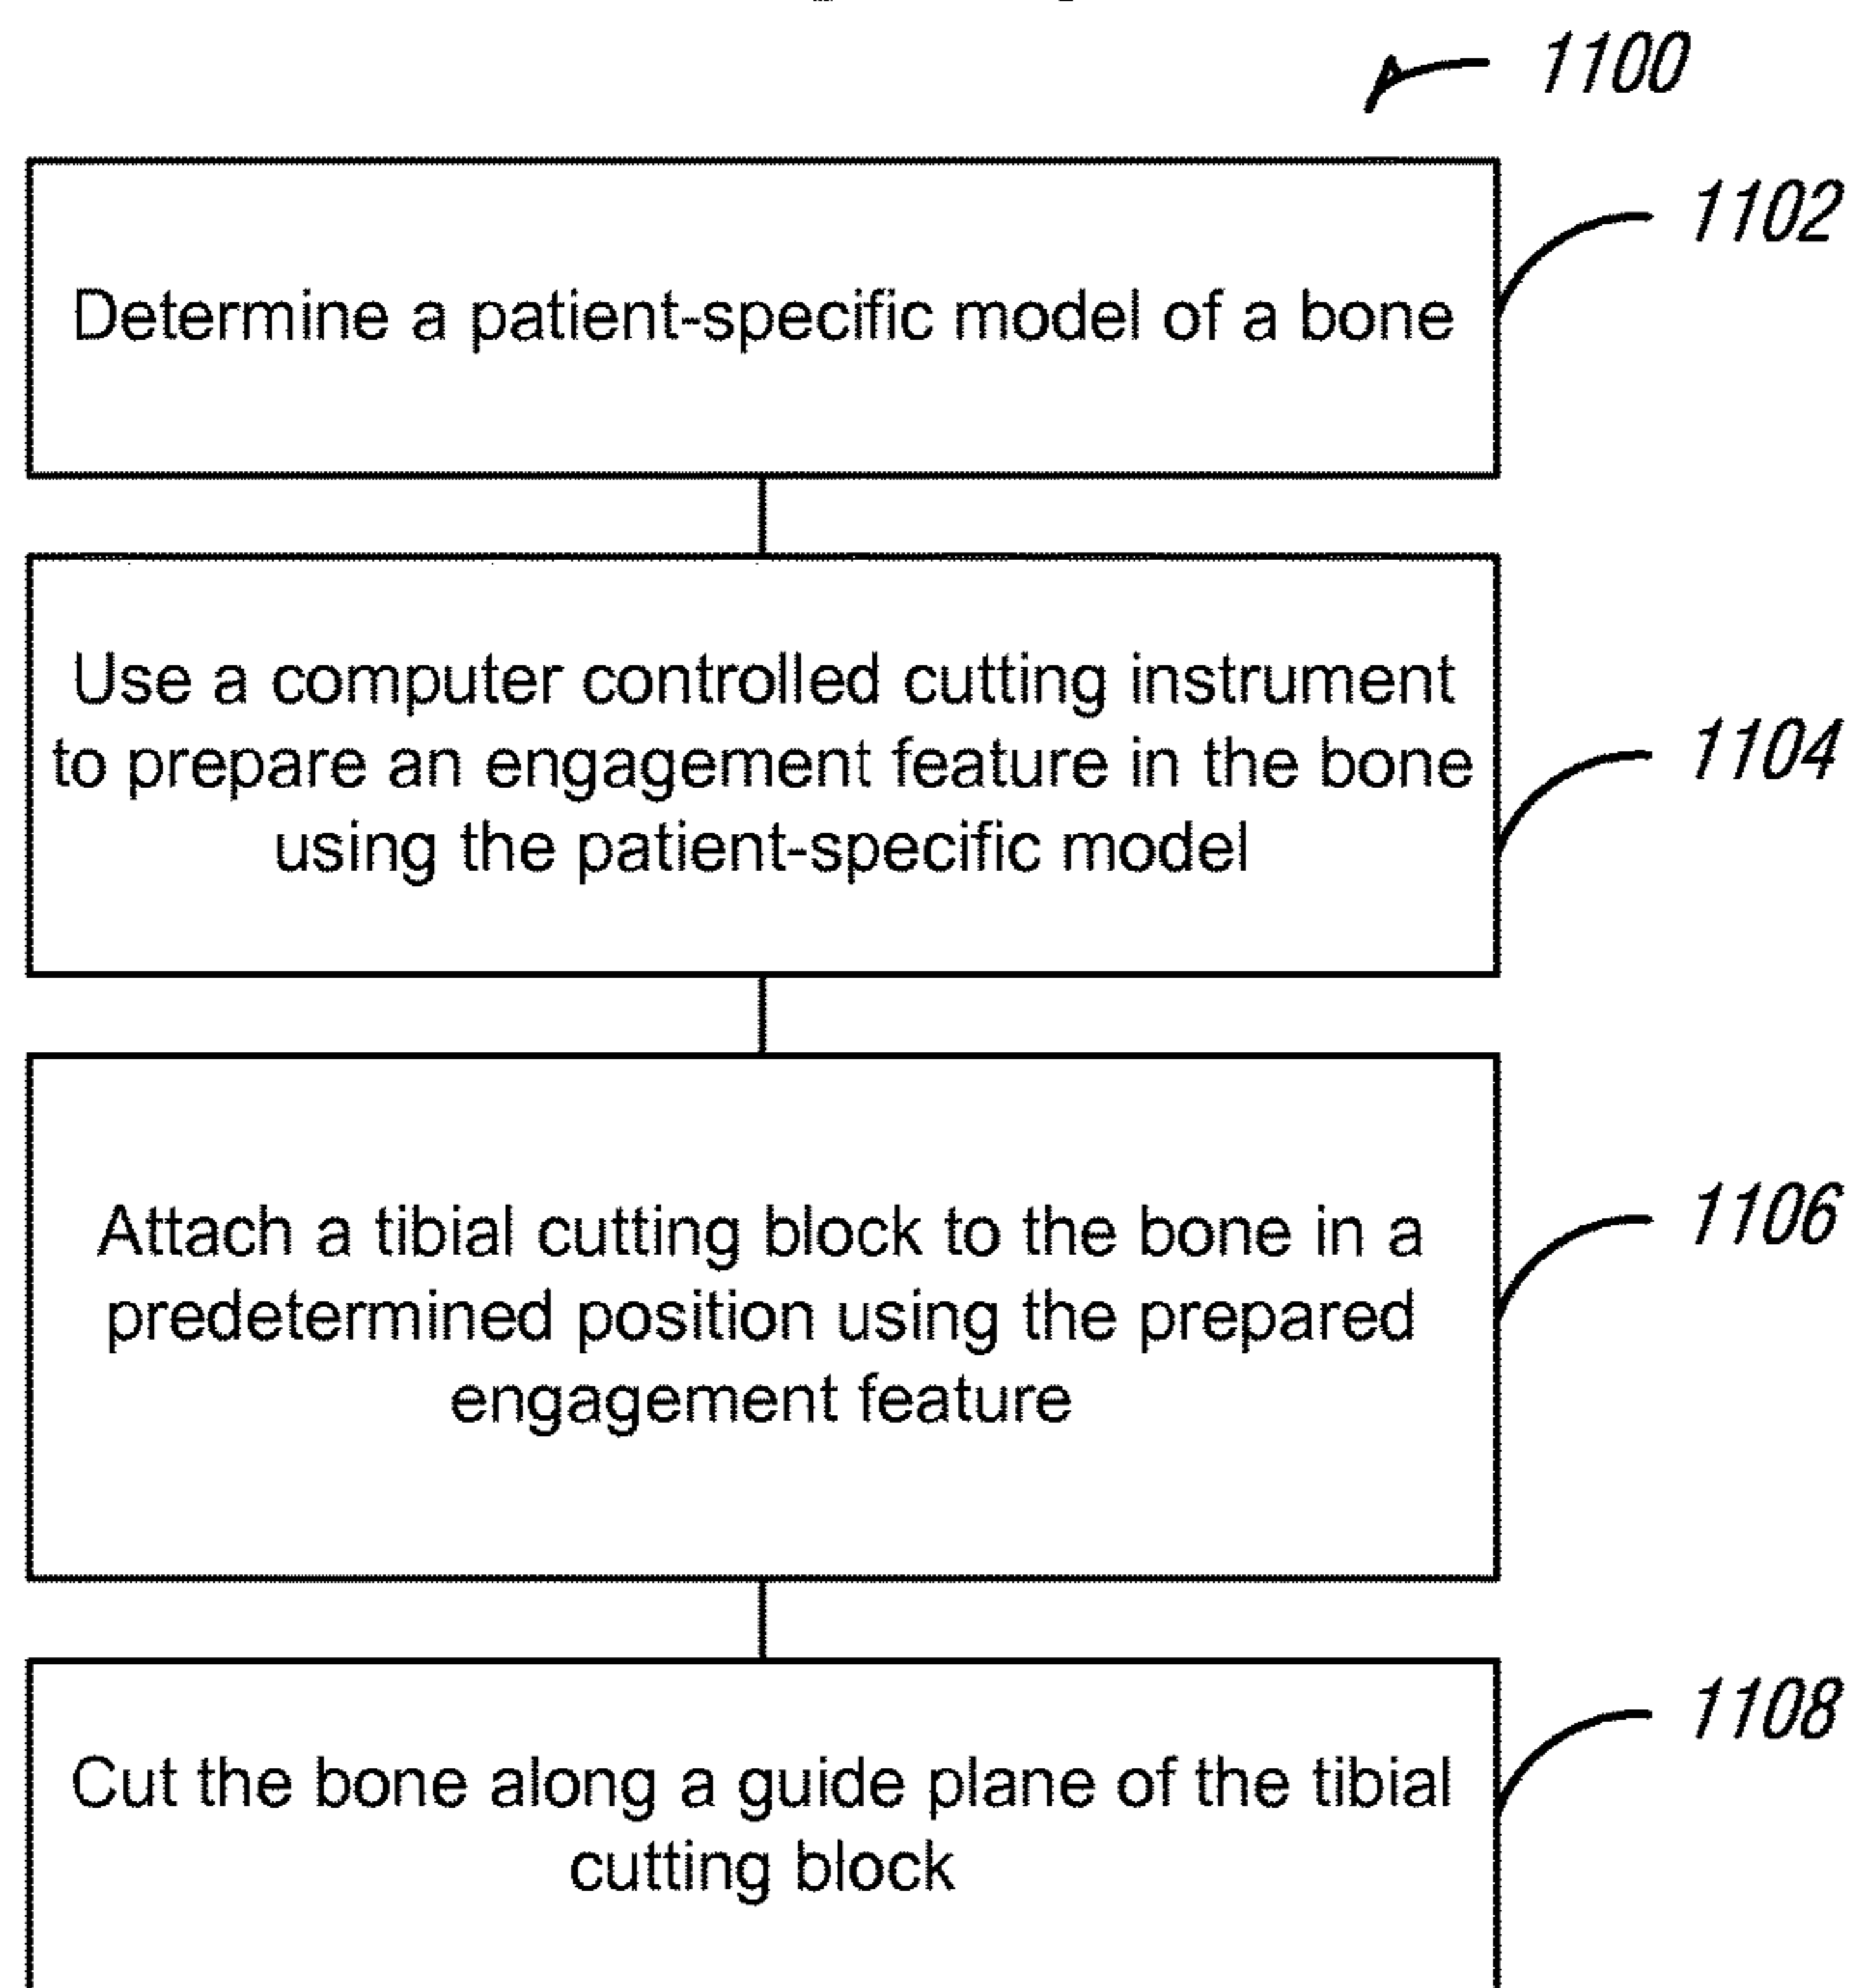 1100
1102
Determine a patient-specific model of a bone
Use a computer controlled cutting instrument
to prepare an engagement feature in the bone
using the patient-specific model
1104
Attach a tibial cutting block to the bone in a
predetermined position using the prepared
engagement feature
1106
Cut the bone along a guide plane of the tibial
cutting block
1108